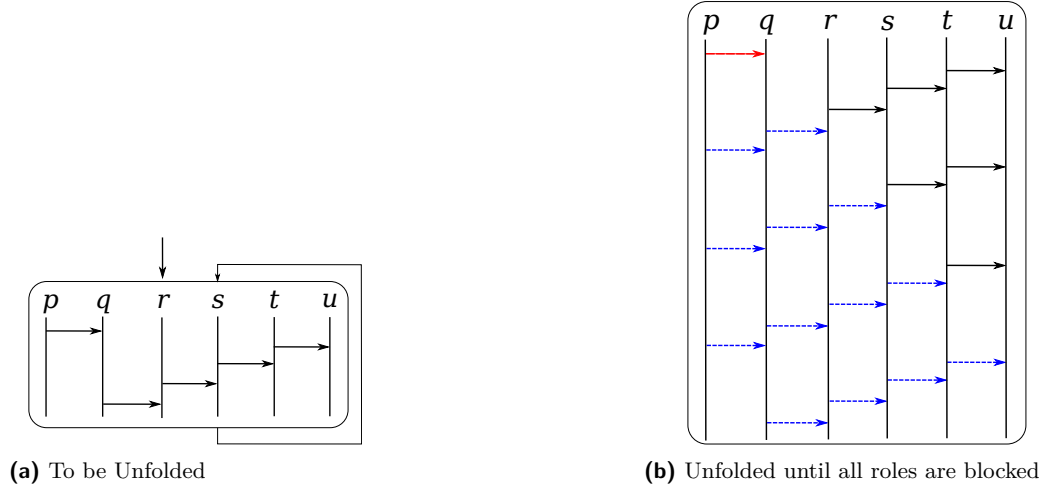 p q r s t u
(a) To be Unfolded
p q r s t u
(b) Unfolded until all roles are blocked